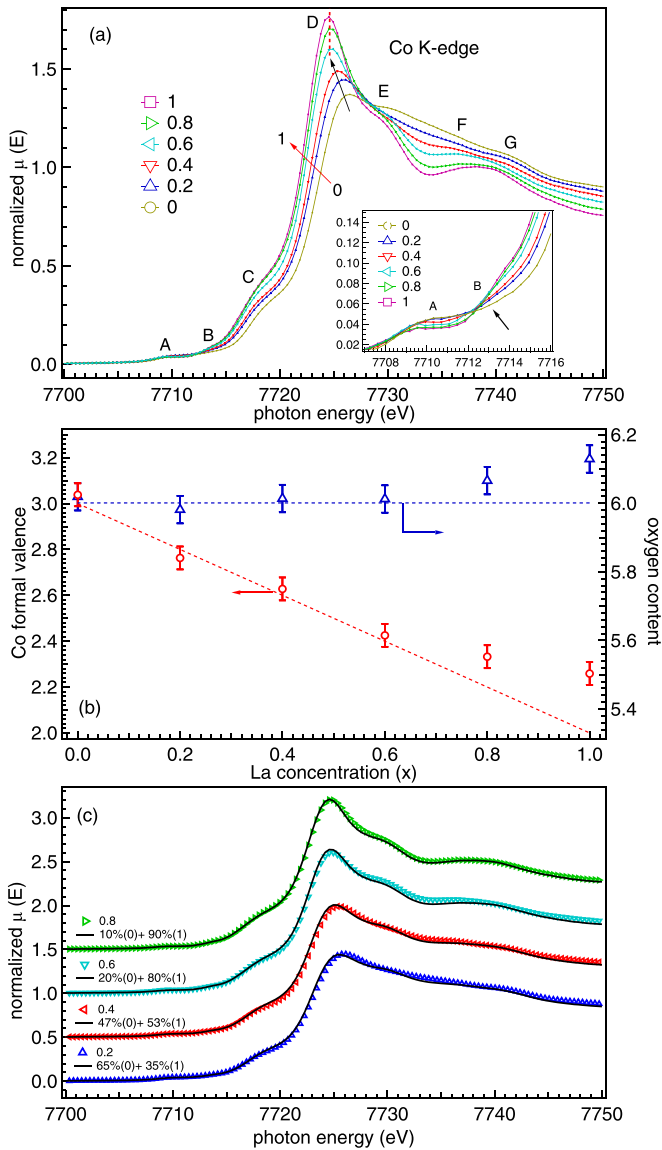 (a)
D
Co K-edge
1
0.8
0.6
0.4
0.2
0
E
F
G
1
0
C
B
A
normalized μ (E)
1.5
1.0
0.5
0.0
0.14
0.12
0.10
0.08
0.06
0.04
0.02
0
0.2
0.4
0.6
0.8
1
A
B
7708 7710 7712 7714 7716
7700 7710 7720 7730 7740 7750
photon energy (eV)
3.2
3.0
2.8
2.6
2.4
2.2
2.0
Co formal valence
(b)
6.2
6.0
5.8
5.6
5.4
oxygen content
0.0 0.2 0.4 0.6 0.8 1.0
La concentration (x)
(c)
3.0
2.5
2.0
1.5
1.0
0.5
0.0
normalized μ (E)
0.8
10%(0)+ 90%(1)
0.6
20%(0)+ 80%(1)
0.4
47%(0)+ 53%(1)
0.2
65%(0)+ 35%(1)
7700 7710 7720 7730 7740 7750
photon energy (eV)